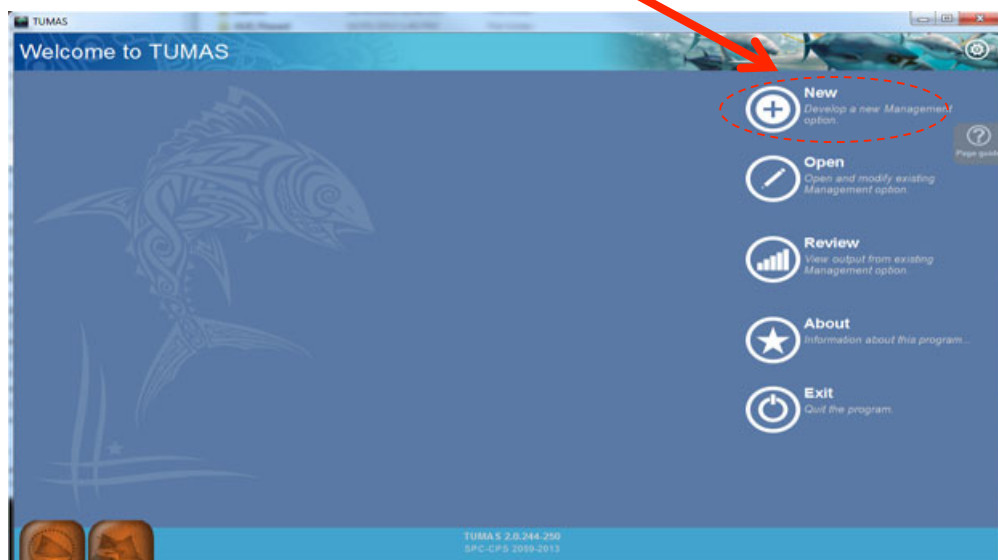 TUMAS
Welcome to TUMAS
New
Develop a new Management
option.
Page guide
Open
Open and modify existing
Management option.
Review
View output from existing
Management option.
About
Information about this program...
Exit
Quit the program.
TUMAS 2.0.244-250
SPC-CPS 2009-2013